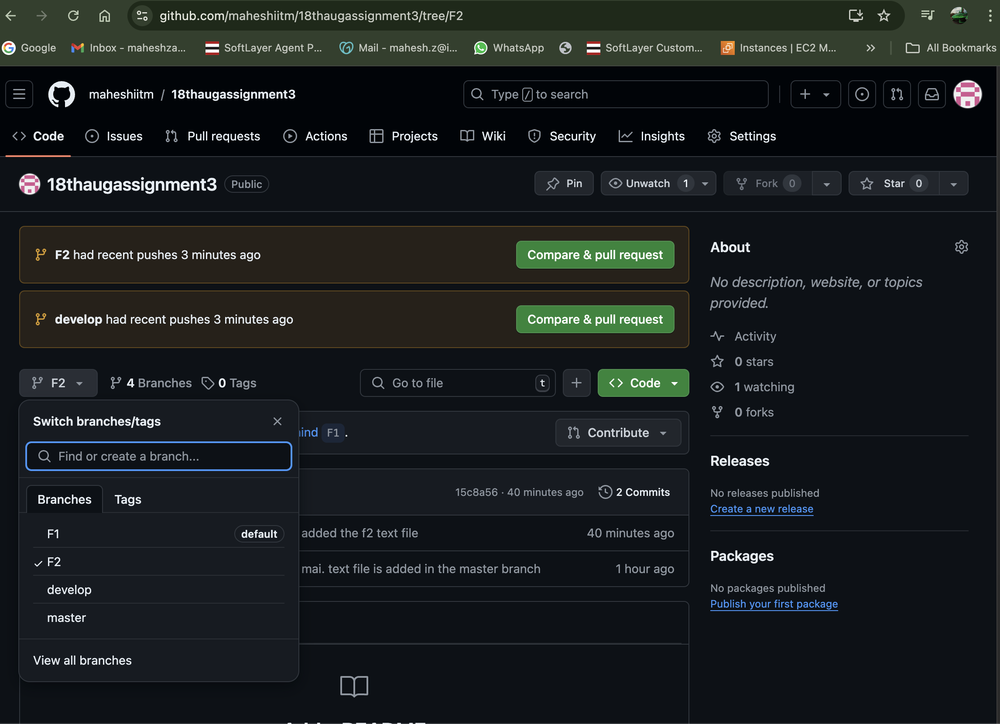 github.com/maheshiitm/18thaugassignment3/tree/F2
Google
Inbox - maheshza...
SoftLayer Agent P...
Mail - mahesh.z@i...
WhatsApp
SoftLayer Custom...
Instances | EC2 M...
All Bookmarks
maheshiitm / 18thaugassignment3
Type / to search
Code
Issues
Pull requests
Actions
Projects
Wiki
Security
Insights
Settings
18thaugassignment3
Public
Pin
Unwatch 1
Fork 0
Star 0
F2 had recent pushes 3 minutes ago
Compare & pull request
develop had recent pushes 3 minutes ago
Compare & pull request
F2
4 Branches
0 Tags
Go to file
t
Code
Switch branches/tags
Find or create a branch...
Branches
Tags
F1
default
F2
develop
master
View all branches
F1 .
Contribute
15c8a56 · 40 minutes ago
2 Commits
added the f2 text file
40 minutes ago
mai. text file is added in the master branch
1 hour ago
About
No description, website, or topics
provided.
Activity
0 stars
1 watching
0 forks
Releases
No releases published
Create a new release
Packages
No packages published
Publish your first package